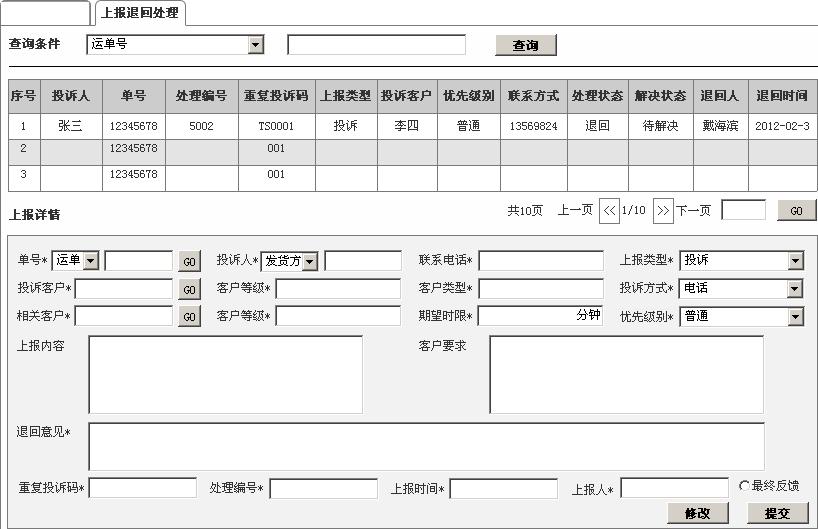 上报退回处理
查询条件 运单号 查询
序号 投诉人 单号 处理编号 重复投诉码 上报类型 投诉客户 优先级别 联系方式 处理状态 解决状态 退回人 退回时间
1 张三 12345678 5002 TS0001 投诉 李四 普通 13569824 退回 待解决 戴海滨 2012-02-3
2 12345678 001
3 12345678 001
共10页 上一页 << 1/10 >> 下一页 GO
上报详情
单号* 运单 GO 投诉人* 发货方 联系电话* 上报类型* 投诉
投诉客户* GO 客户等级* 客户类型* 投诉方式* 电话
相关客户* GO 客户等级* 期望时限* 分钟 优先级别* 普通
上报内容 客户要求
退回意见*
重复投诉码* 处理编号* 上报时间* 上报人* 最终反馈
修改 提交